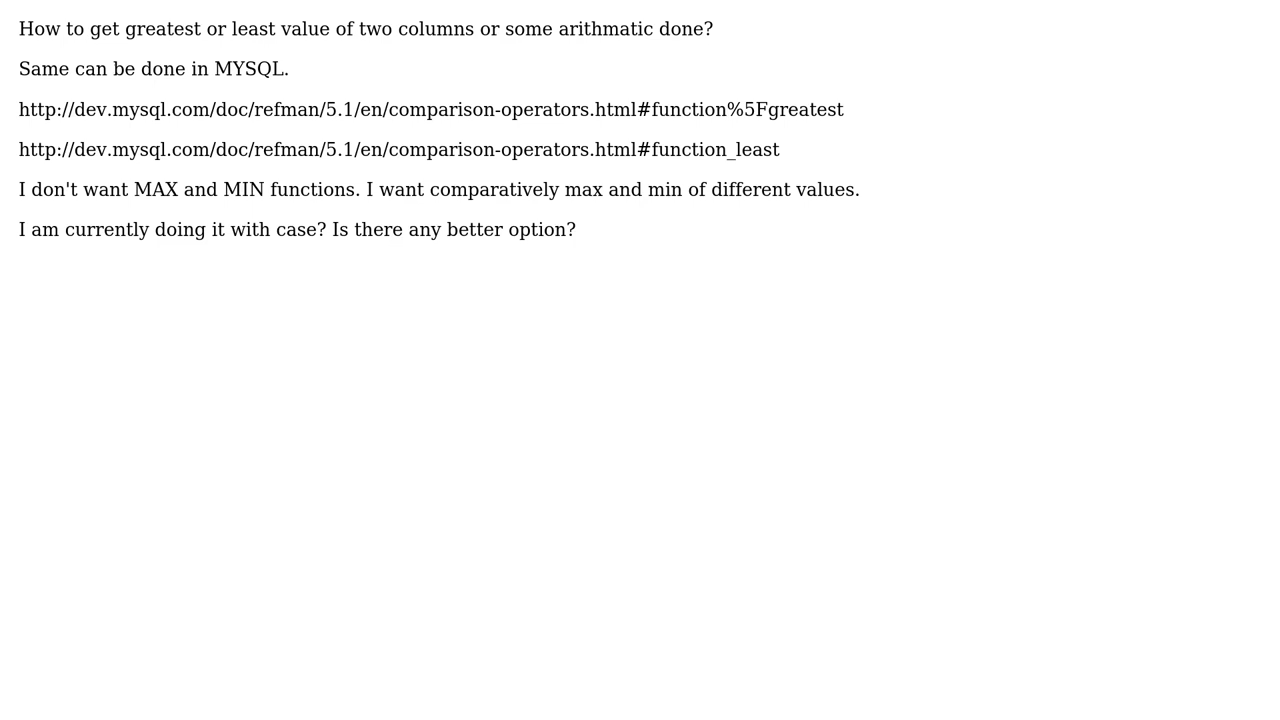 How to get greatest or least value of two columns or some arithmatic done?
Same can be done in MYSQL.
http://dev.mysql.com/doc/refman/5.1/en/comparison-operators.html#function%5Fgreatest
http://dev.mysql.com/doc/refman/5.1/en/comparison-operators.html#function_least
I don't want MAX and MIN functions. I want comparatively max and min of different values.
I am currently doing it with case? Is there any better option?